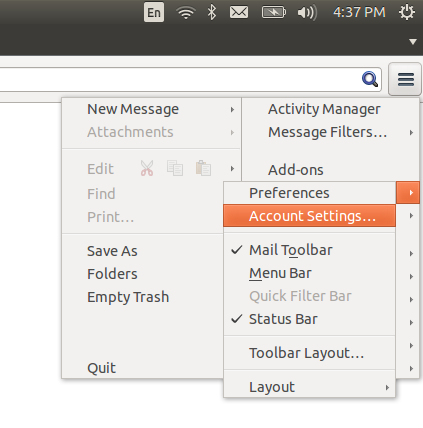 En 4:37 PM
New Message
Attachments
Edit
Find
Print...
Save As
Folders
Empty Trash
Quit
Activity Manager
Message Filters...
Add-ons
Preferences
Account Settings...
Mail Toolbar
Menu Bar
Quick Filter Bar
Status Bar
Toolbar Layout...
Layout